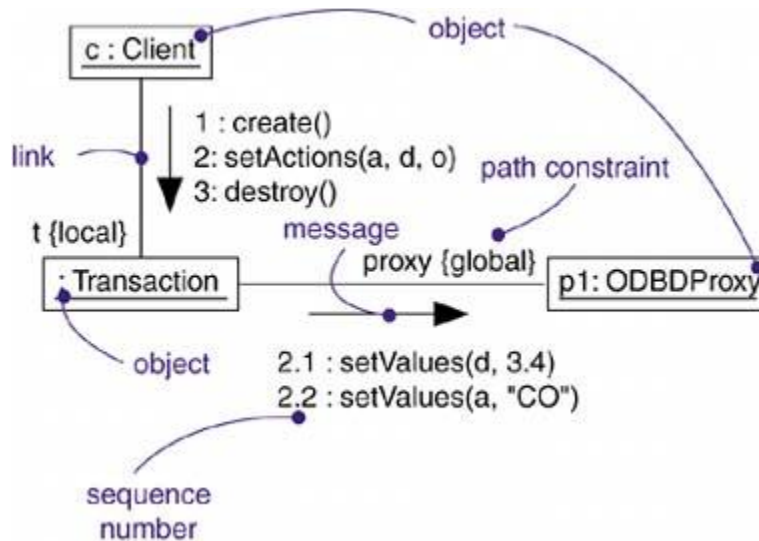 object
c : Client
1 : create()
2: setActions(a, d, o)
3: destroy()
link
path constraint
message
t {local}
proxy {global}
: Transaction
p1: ODBDProxy
object
2.1 : setValues(d, 3.4)
2.2 : setValues(a, "CO")
sequence
number